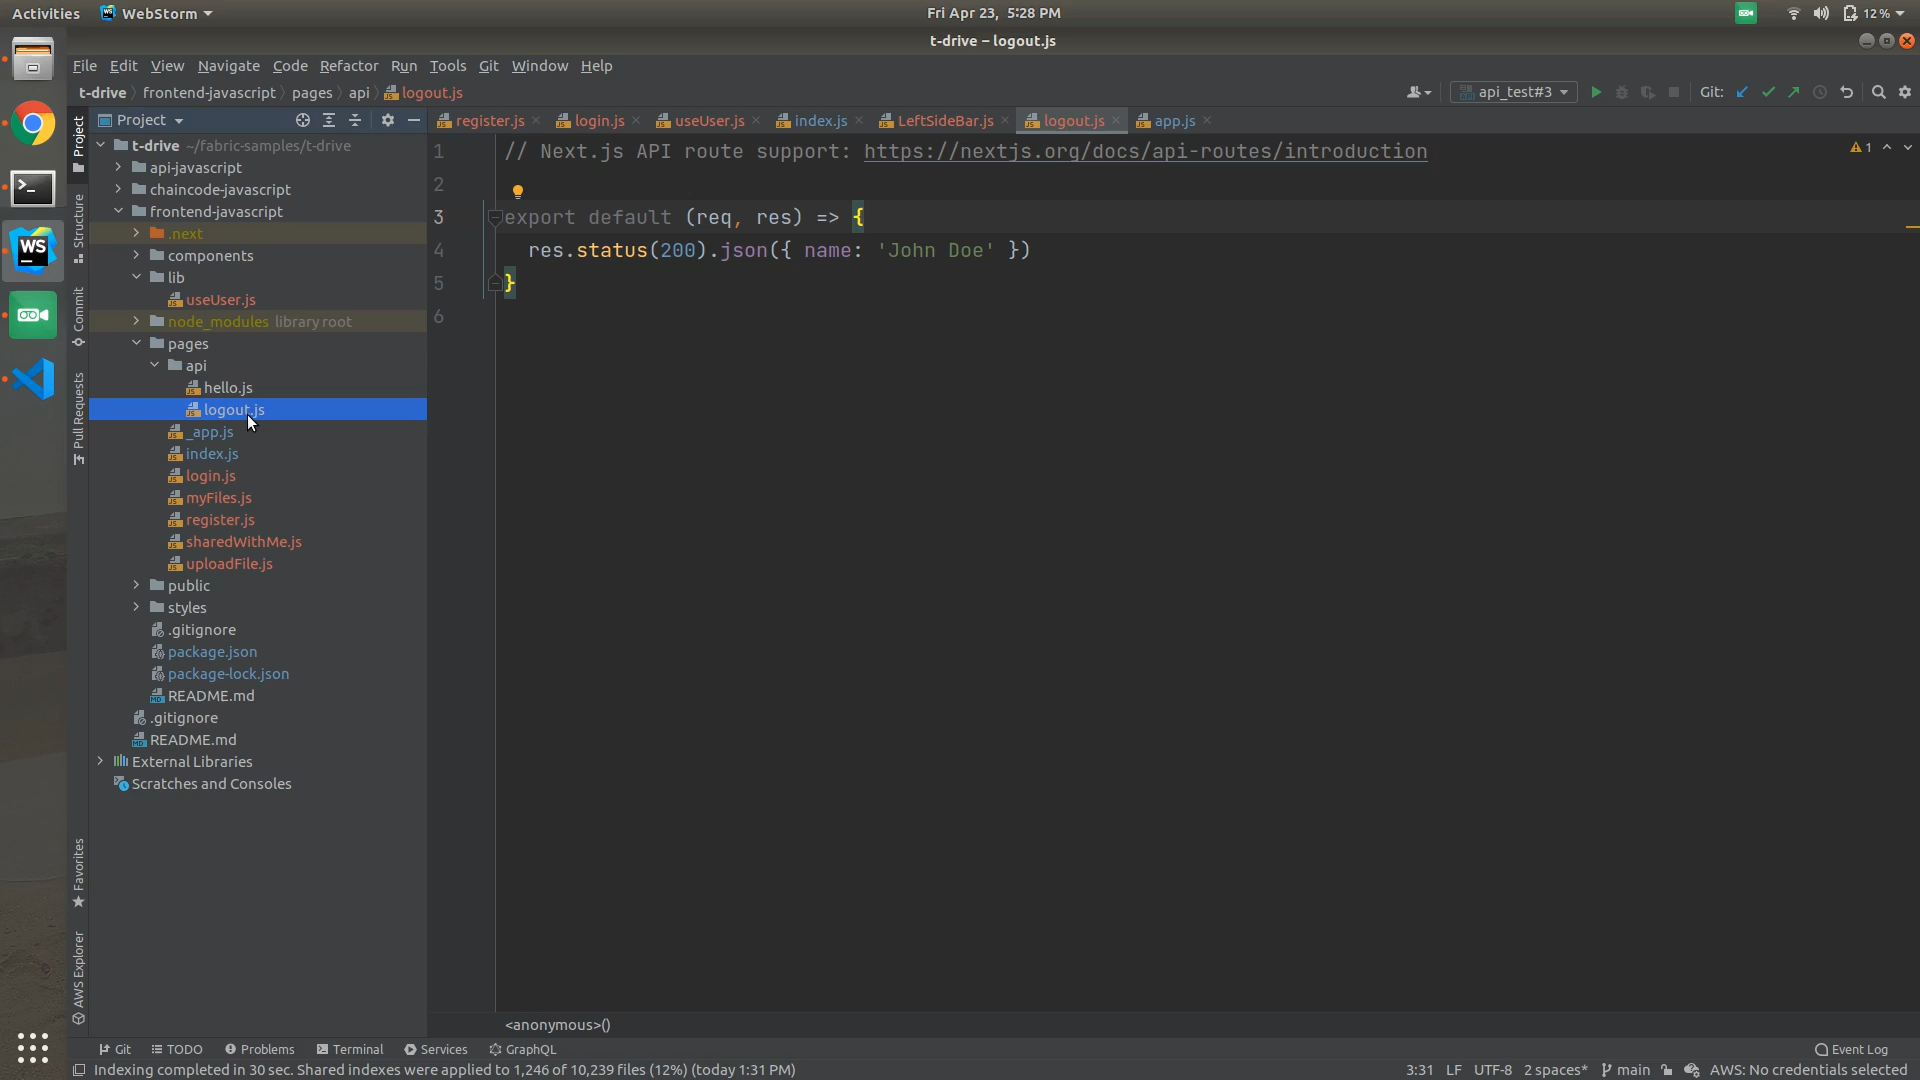 Activities WebStorm Fri Apr 23, 5:28 PM 12%
t-drive – logout.js
File Edit View Navigate Code Refactor Run Tools Git Window Help
t-drive frontend-javascript pages api logout.js api_test#3 Git:
Project register.js login.js useUser.js index.js LeftSideBar.js logout.js app.js
t-drive ~/fabric-samples/t-drive
api-javascript
chaincode-javascript
frontend-javascript
.next
components
lib
useUser.js
node_modules library root
pages
api
hello.js
logout.js
_app.js
index.js
login.js
myFiles.js
register.js
sharedWithMe.js
uploadFile.js
public
styles
.gitignore
package.json
package-lock.json
README.md
.gitignore
README.md
External Libraries
Scratches and Consoles
Project
Structure
Commit
Pull Requests
Favorites
AWS Explorer
1 // Next.js API route support: https://nextjs.org/docs/api-routes/introduction
2
3 export default (req, res) => {
4 res.status(200).json({ name: 'John Doe' })
5 }
6
1
WS
<anonymous>()
Git TODO Problems Terminal Services GraphQL Event Log
Indexing completed in 30 sec. Shared indexes were applied to 1,246 of 10,239 files (12%) (today 1:31 PM) 3:31 LF UTF-8 2 spaces* main AWS: No credentials selected